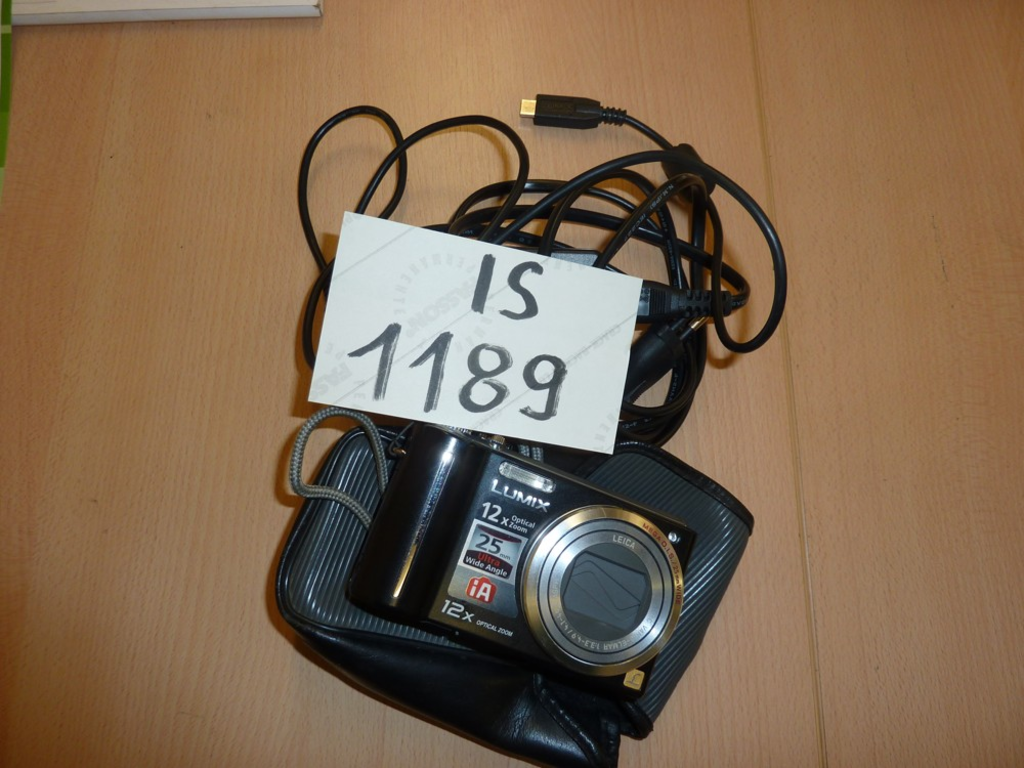 IS
1189
LUMIX
12x Optical Zoom
25mm
Ultra
Wide Angle
iA
12x OPTICAL ZOOM
LEICA